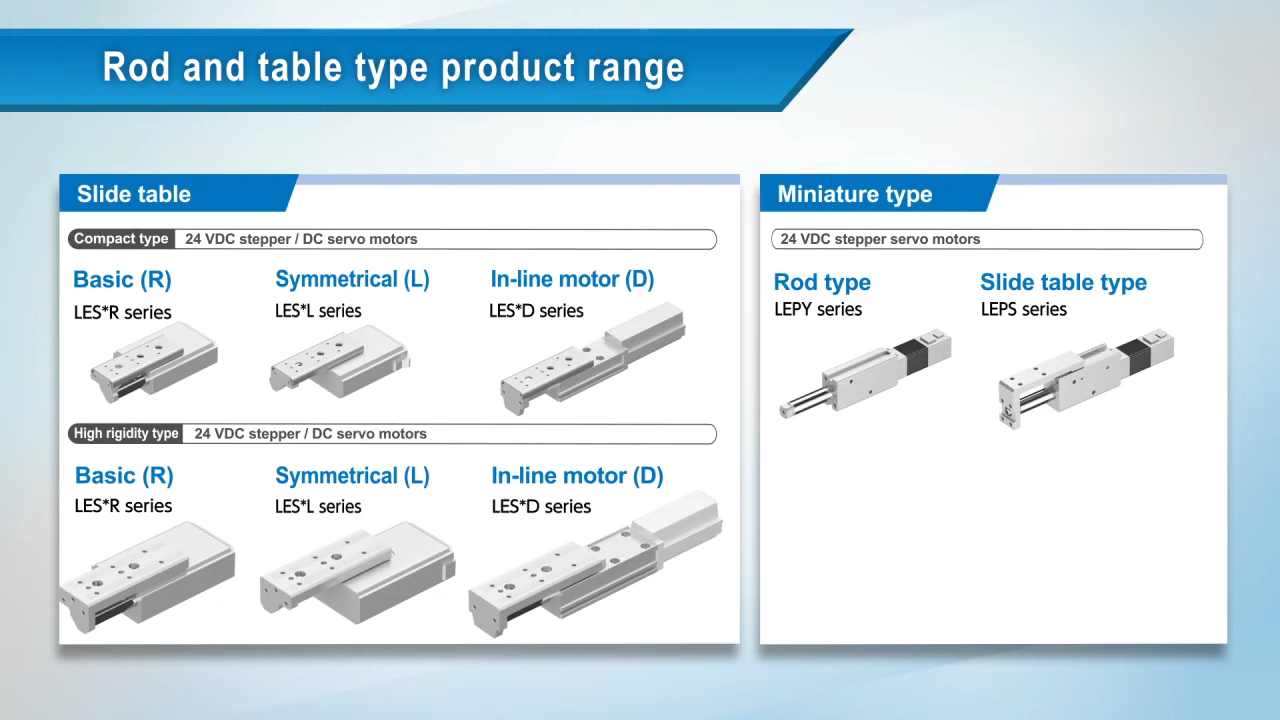 Rod and table type product range
Slide table
Compact type 24 VDC stepper / DC servo motors
Basic (R) Symmetrical (L) In-line motor (D)
LES*R series LES*L series LES*D series
High rigidity type 24 VDC stepper / DC servo motors
Basic (R) Symmetrical (L) In-line motor (D)
LES*R series LES*L series LES*D series
Miniature type
24 VDC stepper servo motors
Rod type Slide table type
LEPY series LEPS series